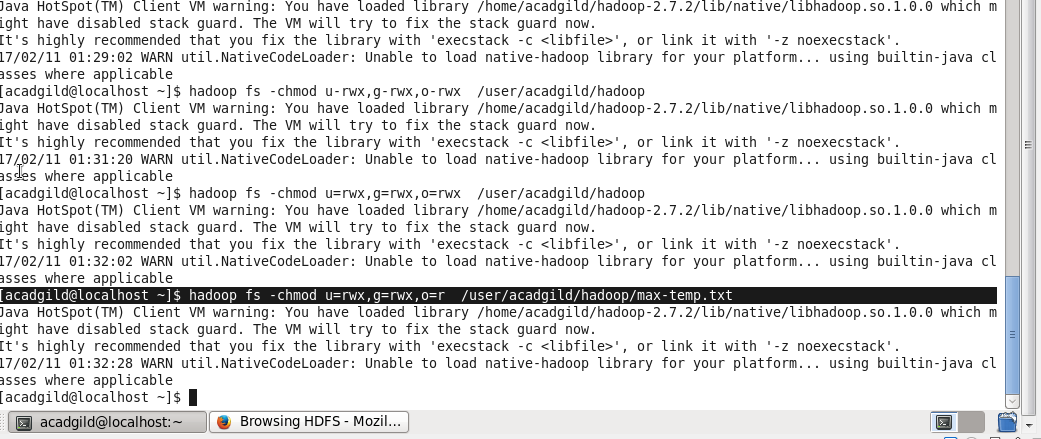 Java HotSpot(TM) Client VM warning: You have loaded library /home/acadgild/hadoop-2.7.2/lib/native/libhadoop.so.1.0.0 which m
ight have disabled stack guard. The VM will try to fix the stack guard now.
It's highly recommended that you fix the library with 'execstack -c <libfile>', or link it with '-z noexecstack'.
17/02/11 01:29:02 WARN util.NativeCodeLoader: Unable to load native-hadoop library for your platform... using builtin-java cl
asses where applicable
[acadgild@localhost ~]$ hadoop fs -chmod u-rwx,g-rwx,o-rwx  /user/acadgild/hadoop
Java HotSpot(TM) Client VM warning: You have loaded library /home/acadgild/hadoop-2.7.2/lib/native/libhadoop.so.1.0.0 which m
ight have disabled stack guard. The VM will try to fix the stack guard now.
It's highly recommended that you fix the library with 'execstack -c <libfile>', or link it with '-z noexecstack'.
17/02/11 01:31:20 WARN util.NativeCodeLoader: Unable to load native-hadoop library for your platform... using builtin-java cl
asses where applicable
[acadgild@localhost ~]$ hadoop fs -chmod u=rwx,g=rwx,o=rwx  /user/acadgild/hadoop
Java HotSpot(TM) Client VM warning: You have loaded library /home/acadgild/hadoop-2.7.2/lib/native/libhadoop.so.1.0.0 which m
ight have disabled stack guard. The VM will try to fix the stack guard now.
It's highly recommended that you fix the library with 'execstack -c <libfile>', or link it with '-z noexecstack'.
17/02/11 01:32:02 WARN util.NativeCodeLoader: Unable to load native-hadoop library for your platform... using builtin-java cl
asses where applicable
[acadgild@localhost ~]$ hadoop fs -chmod u=rwx,g=rwx,o=r  /user/acadgild/hadoop/max-temp.txt
Java HotSpot(TM) Client VM warning: You have loaded library /home/acadgild/hadoop-2.7.2/lib/native/libhadoop.so.1.0.0 which m
ight have disabled stack guard. The VM will try to fix the stack guard now.
It's highly recommended that you fix the library with 'execstack -c <libfile>', or link it with '-z noexecstack'.
17/02/11 01:32:28 WARN util.NativeCodeLoader: Unable to load native-hadoop library for your platform... using builtin-java cl
asses where applicable
[acadgild@localhost ~]$
acadgild@localhost:~ Browsing HDFS - Mozil...